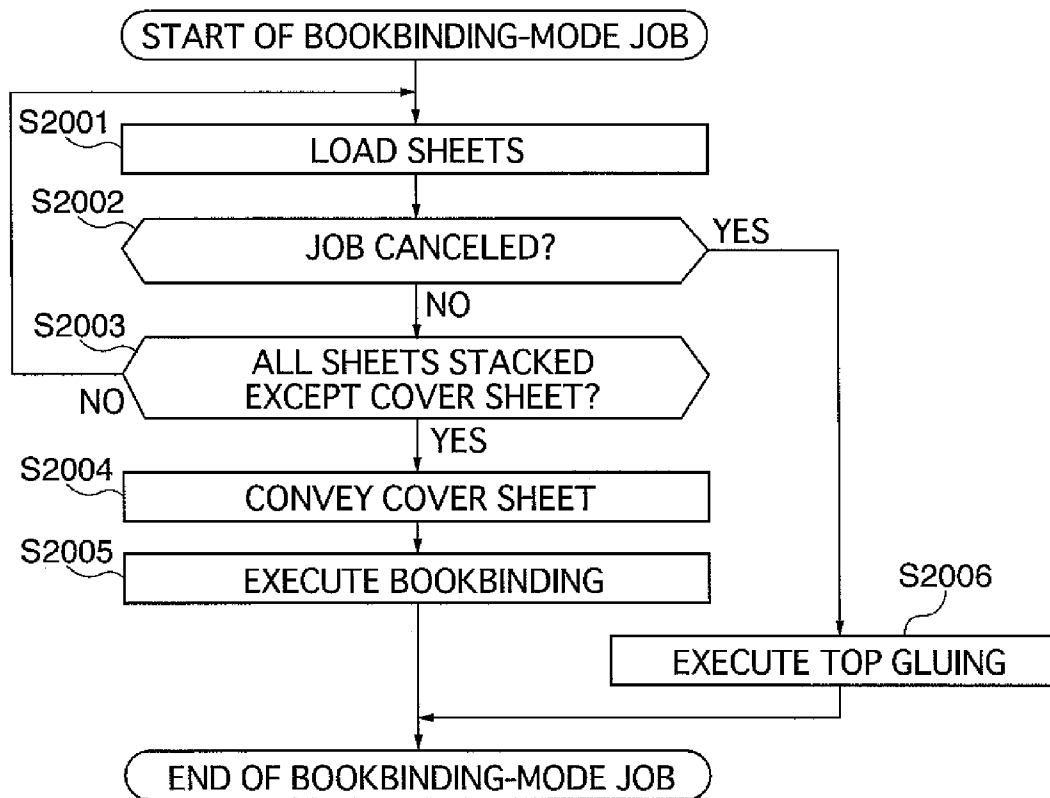 START OF BOOKBINDING-MODE JOB
S2001
LOAD SHEETS
S2002
JOB CANCELED?
YES
NO
S2003
ALL SHEETS STACKED
EXCEPT COVER SHEET?
NO
YES
S2004
CONVEY COVER SHEET
S2005
EXECUTE BOOKBINDING
S2006
EXECUTE TOP GLUING
END OF BOOKBINDING-MODE JOB